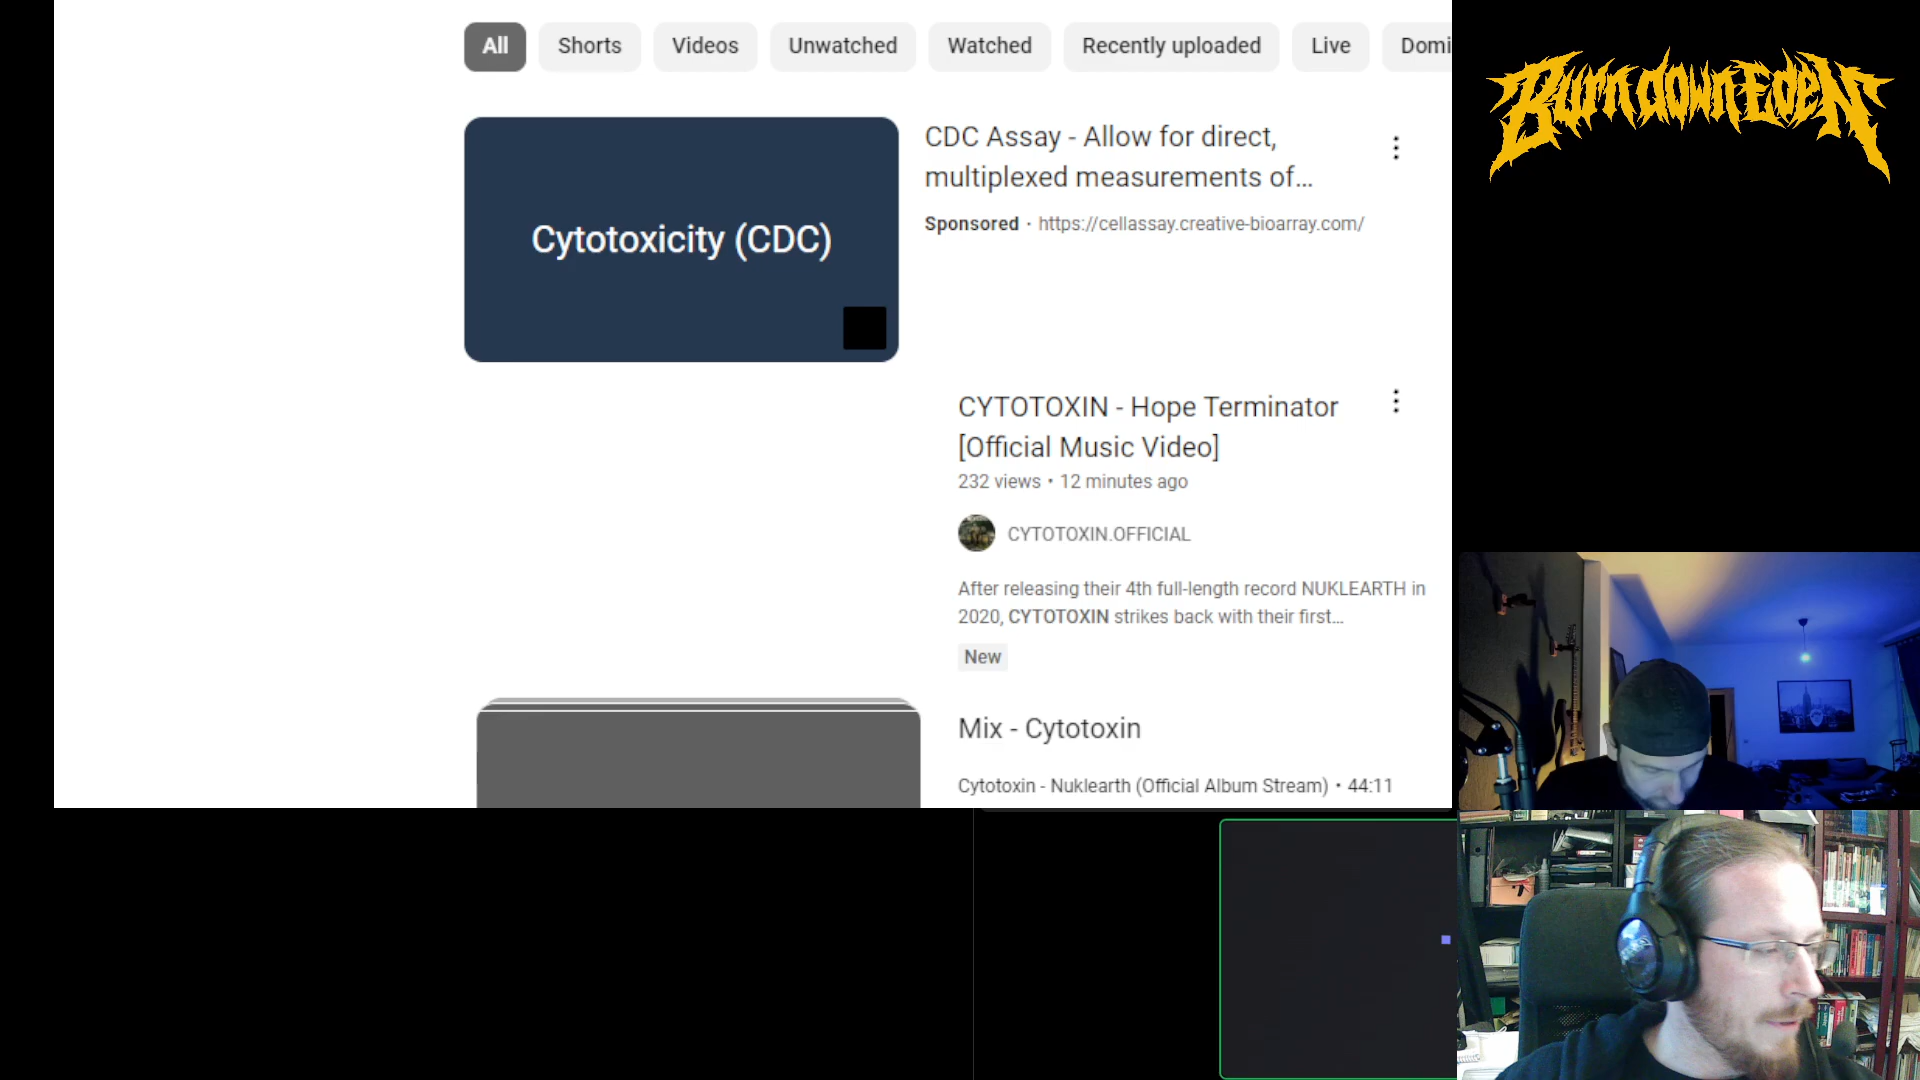 All Shorts Videos Unwatched Watched Recently uploaded Live Domi
Burn down Eden
CDC Assay - Allow for direct,
multiplexed measurements of...
Sponsored · https://cellassay.creative-bioarray.com/
Cytotoxicity (CDC)
CYTOTOXIN - Hope Terminator
[Official Music Video]
232 views • 12 minutes ago
CYTOTOXIN.OFFICIAL
After releasing their 4th full-length record NUKLEARTH in
2020, CYTOTOXIN strikes back with their first...
New
Mix - Cytotoxin
Cytotoxin - Nuklearth (Official Album Stream) • 44:11